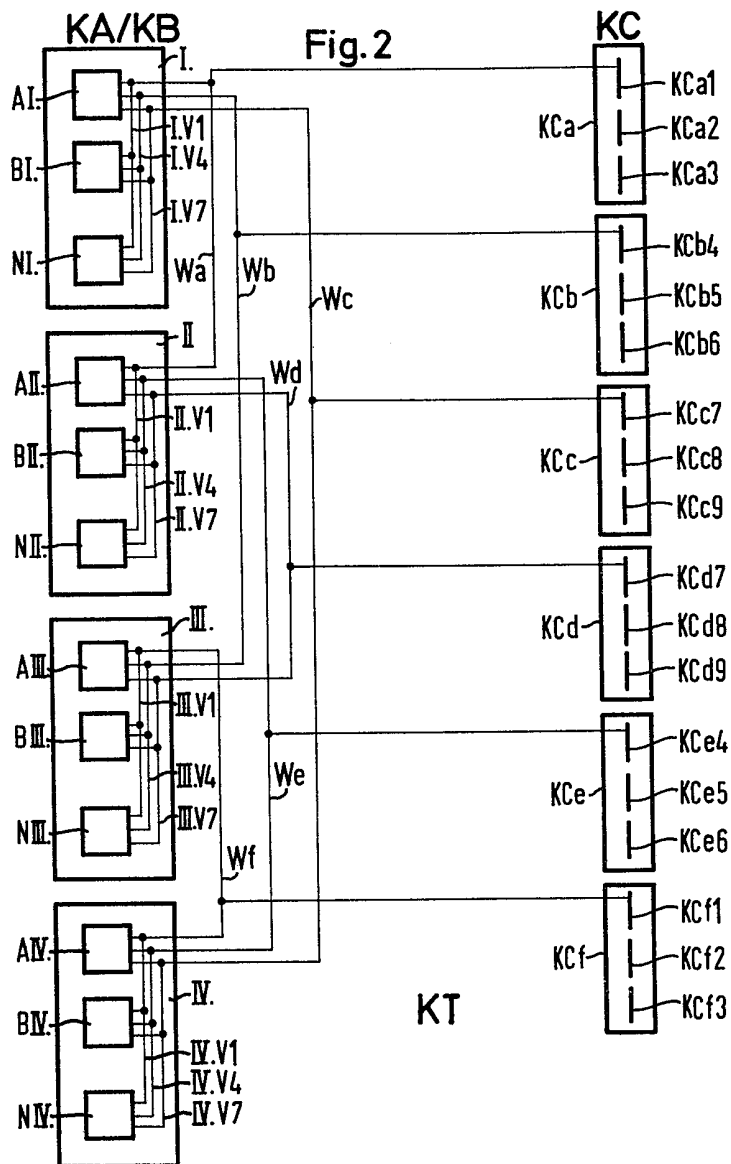 KA/KB
Fig.2
KC
I.
AI.
I.V1
I.V4
BI.
I.V7
NI.
Wa
Wb
Wc
KCa
KCa1
KCa2
KCa3
KCb
KCb4
KCb5
KCb6
II
AII.
Wd
II.V1
BII.
II.V4
II.V7
NII.
KCc
KCc7
KCc8
KCc9
KCd
KCd7
KCd8
KCd9
III.
AIII.
III.V1
BIII.
III.V4
III.V7
NIII.
We
Wf
KCe
KCe4
KCe5
KCe6
AIV.
IV.
BIV.
IV.V1
IV.V4
IV.V7
NIV.
KT
KCf
KCf1
KCf2
KCf3